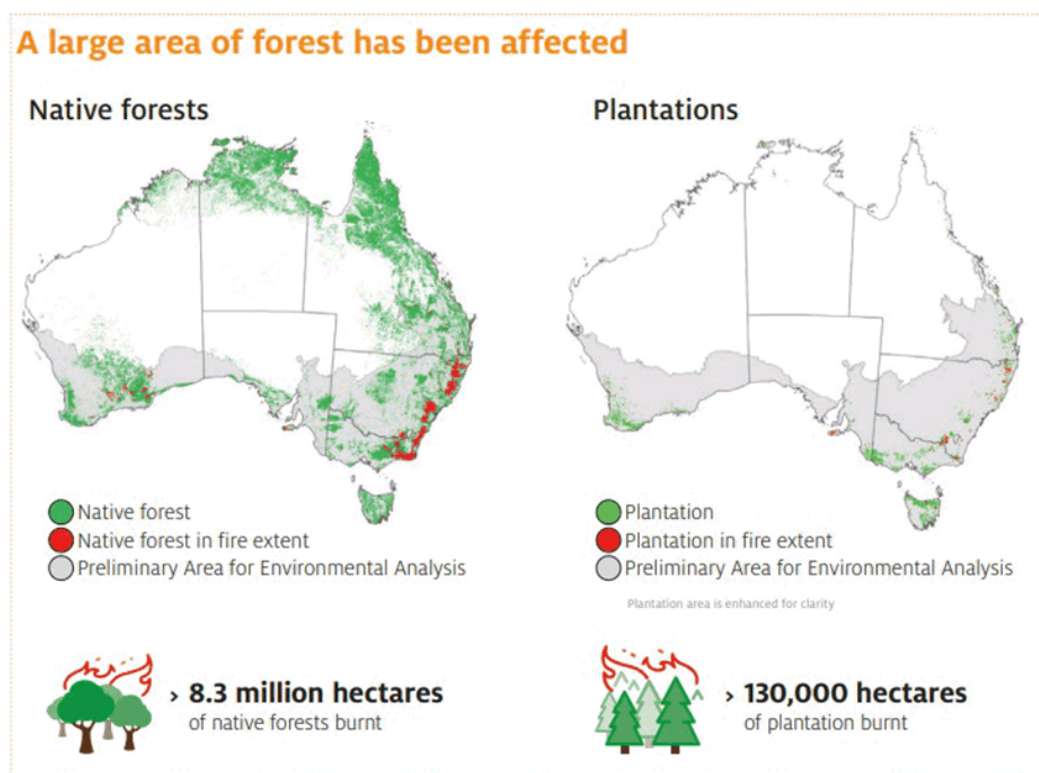 A large area of forest has been affected
Native forests
Native forest
Native forest in fire extent
Preliminary Area for Environmental Analysis
> 8.3 million hectares
of native forests burnt
Plantations
Plantation
Plantation in fire extent
Preliminary Area for Environmental Analysis
Plantation area is enhanced for clarity
> 130,000 hectares
of plantation burnt